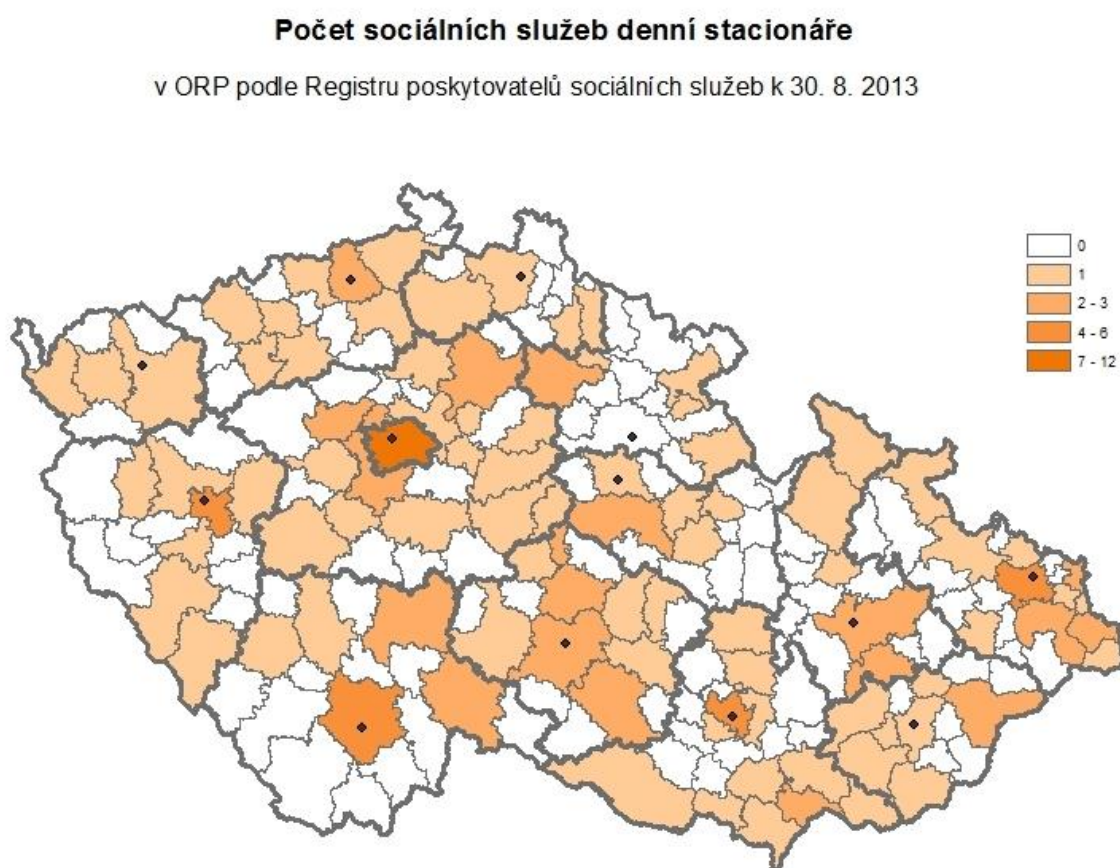 Počet sociálních služeb denní stacionáře
v ORP podle Registru poskytovatelů sociálních služeb k 30. 8. 2013
0
1
2 - 3
4 - 6
7 - 12